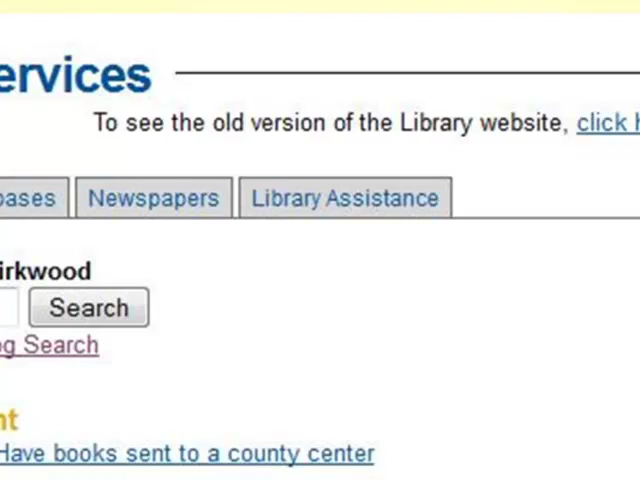 ervices
To see the old version of the Library website, click h
bases Newspapers Library Assistance
irkwood
Search
og Search
nt
Have books sent to a county center